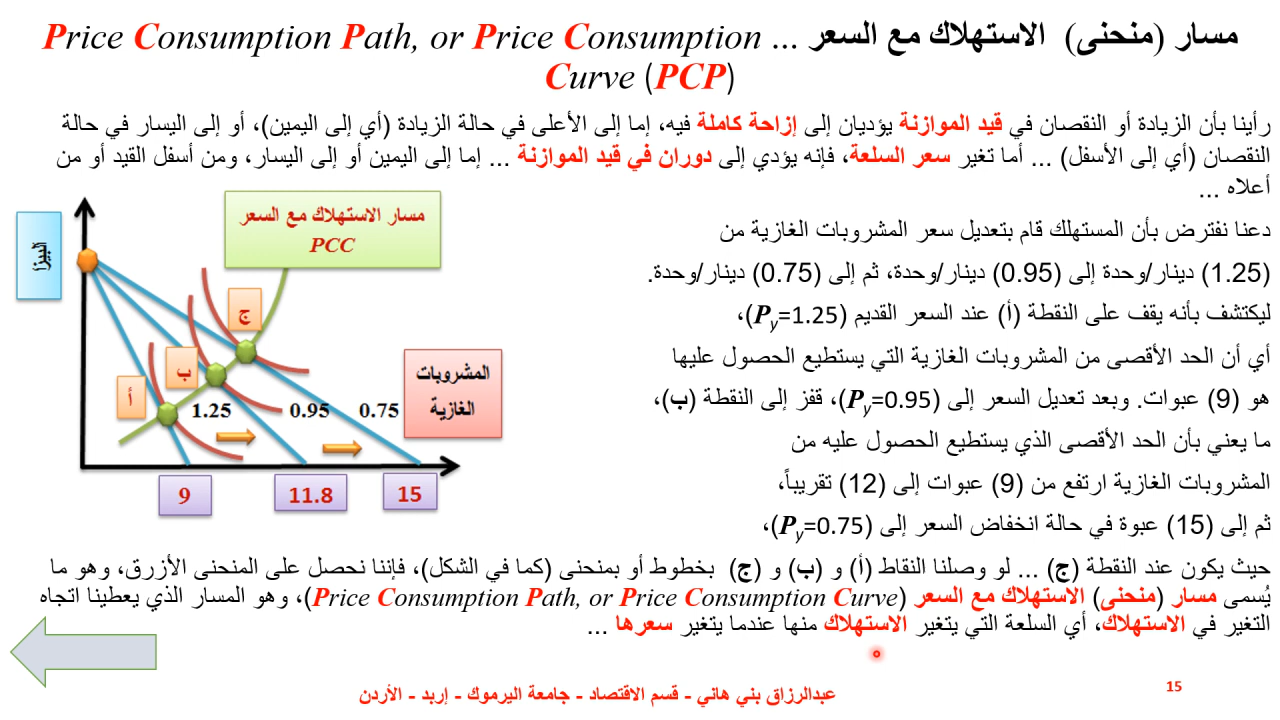 مسار (منحنى) الاستهلاك مع السعر ... Price Consumption Path, or Price Consumption
Curve (PCP)
رأينا بأن الزيادة أو النقصان في قيد الموازنة يؤديان إلى إزاحة كاملة فيه، إما إلى الأعلى في حالة الزيادة (أي إلى اليمين)، أو إلى اليسار في حالة
النقصان (أي إلى الأسفل) ... أما تغير سعر السلعة، فإنه يؤدي إلى دوران في قيد الموازنة ... إما إلى اليمين أو إلى اليسار، ومن أسفل القيد أو من
أعلاه ...
دعنا نفترض بأن المستهلك قام بتعديل سعر المشروبات الغازية من
(1.25) دينار/وحدة إلى (0.95) دينار/وحدة، ثم إلى (0.75) دينار/وحدة.
ليكتشف بأنه يقف على النقطة (أ) عند السعر القديم (Py=1.25)،
أي أن الحد الأقصى من المشروبات الغازية التي يستطيع الحصول عليها
هو (9) عبوات. وبعد تعديل السعر إلى (Py=0.95)، قفز إلى النقطة (ب)،
ما يعني بأن الحد الأقصى الذي يستطيع الحصول عليه من
المشروبات الغازية ارتفع من (9) عبوات إلى (12) تقريباً،
ثم إلى (15) عبوة في حالة انخفاض السعر إلى (Py=0.75)،
مسار الاستهلاك مع السعر
PCC
البيزا
ج
ب
أ
1.25
0.95
0.75
المشروبات
الغازية
9
11.8
15
حيث يكون عند النقطة (ج) ... لو وصلنا النقاط (أ) و (ب) و (ج) بخطوط أو بمنحنى (كما في الشكل)، فإننا نحصل على المنحنى الأزرق، وهو ما
يُسمى مسار (منحنى) الاستهلاك مع السعر (Price Consumption Path, or Price Consumption Curve)، وهو المسار الذي يعطينا اتجاه
التغير في الاستهلاك، أي السلعة التي يتغير الاستهلاك منها عندما يتغير سعرها ...
عبدالرزاق بني هاني - قسم الاقتصاد - جامعة اليرموك - إربد - الأردن
15